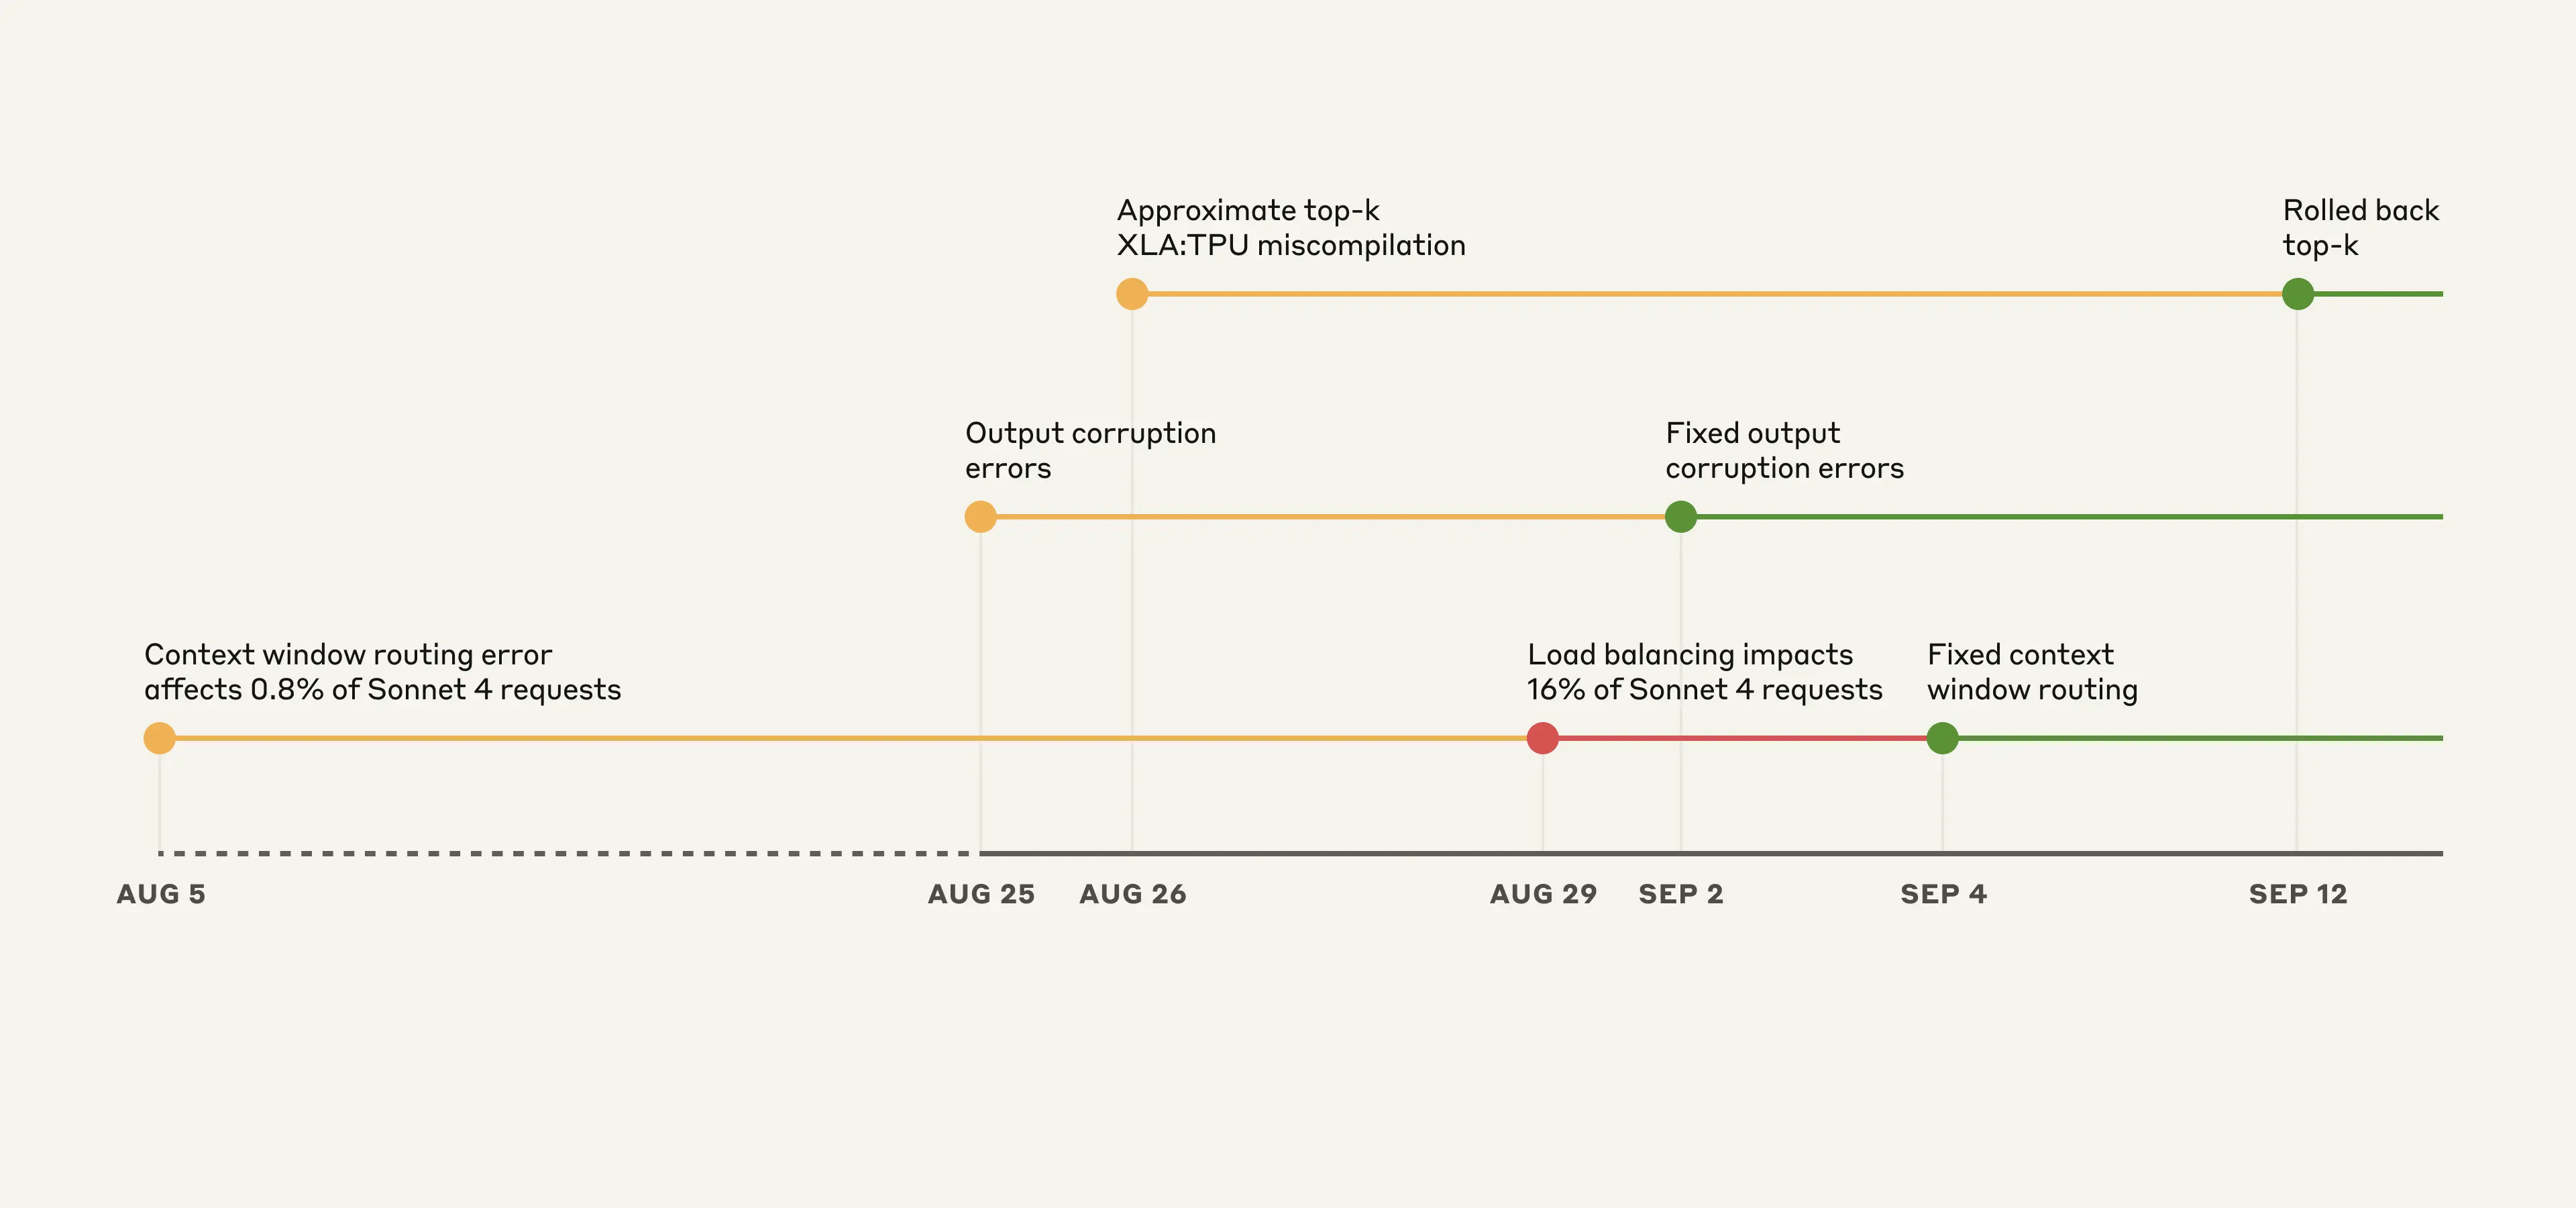 Approximate top-k
XLA:TPU miscompilation
Rolled back
top-k
Output corruption
errors
Fixed output
corruption errors
Context window routing error
affects 0.8% of Sonnet 4 requests
Load balancing impacts
16% of Sonnet 4 requests
Fixed context
window routing
AUG 5
AUG 25
AUG 26
AUG 29
SEP 2
SEP 4
SEP 12